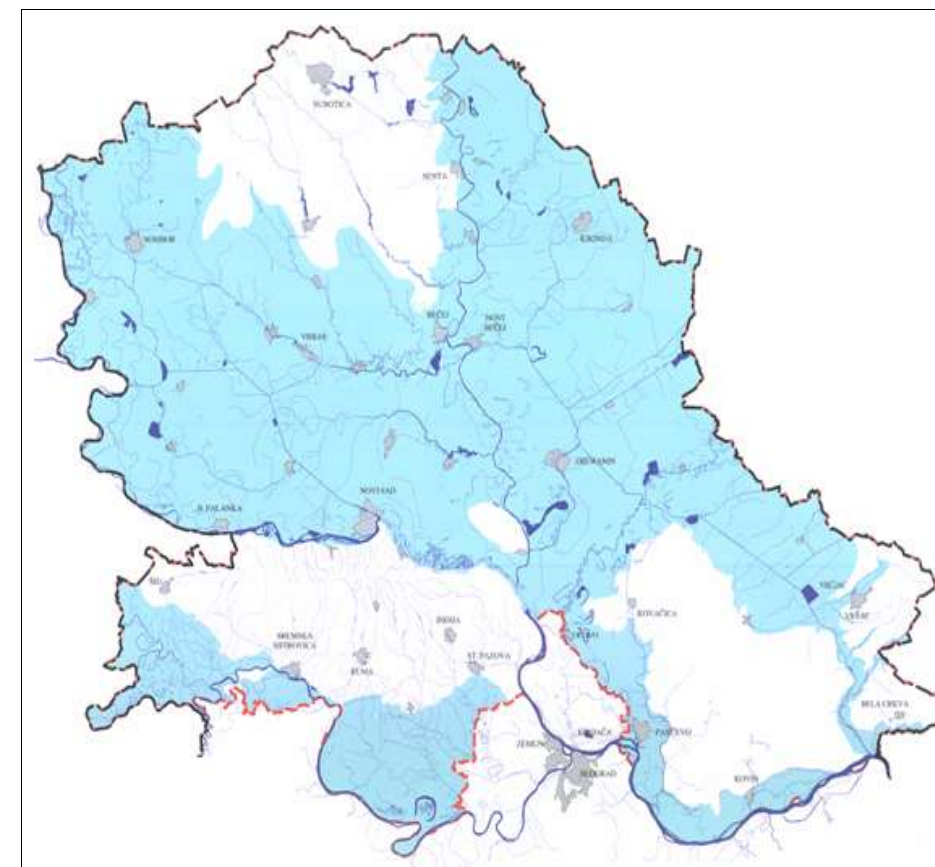 SUBOTICA
SENTA
SOMBOR
KIKINDA
BEČEJ
NOVI
BEČEJ
VRBAS
ZRENJANIN
NOVI SAD
B. PALANKA
ŠID
VRŠAC
KOVAČICA
INĐIJA
SREMSKA
MITROVICA
RUMA
ST. PAZOVA
BELA CRKVA
PANČEVO
ZEMUN
BEOGRAD
KOVIN